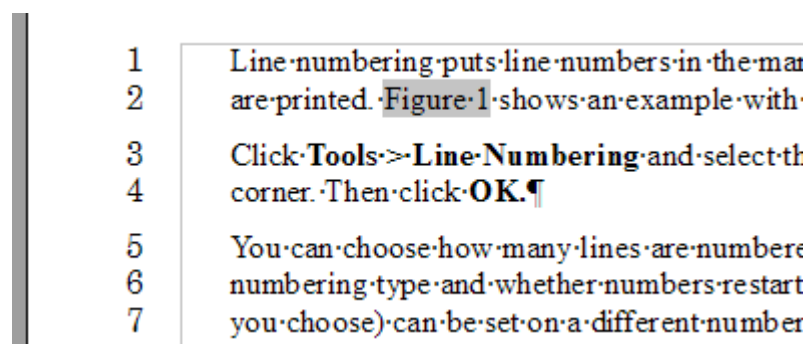 1 Line numbering puts line numbers in the mar
2 are printed. Figure 1 shows an example with
3 Click Tools > Line Numbering and select th
4 corner. Then click OK.¶
5 You can choose how many lines are numbere
6 numbering type and whether numbers restart
7 you choose) can be set on a different number